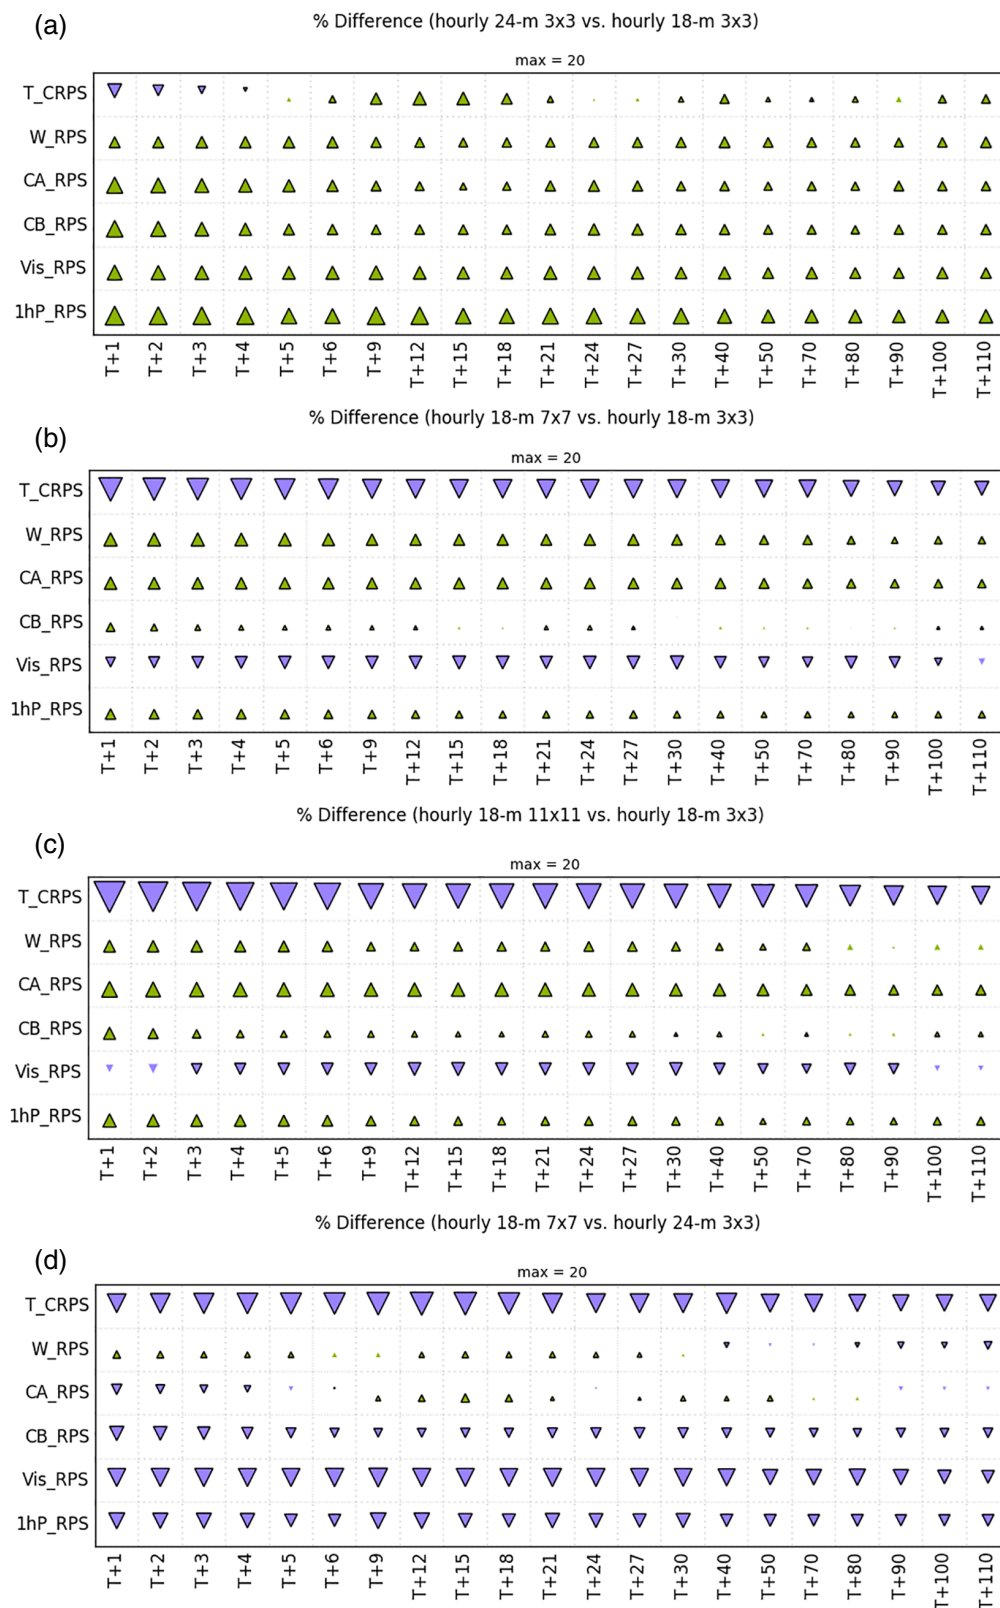 (a)
% Difference (hourly 24-m 3x3 vs. hourly 18-m 3x3)
max = 20
T_CRPS
W_RPS
CA_RPS
CB_RPS
Vis_RPS
1hP_RPS
T+1 T+2 T+3 T+4 T+5 T+6 T+9 T+12 T+15 T+18 T+21 T+24 T+27 T+30 T+40 T+50 T+70 T+80 T+90 T+100 T+110
(b)
% Difference (hourly 18-m 7x7 vs. hourly 18-m 3x3)
max = 20
T_CRPS
W_RPS
CA_RPS
CB_RPS
Vis_RPS
1hP_RPS
T+1 T+2 T+3 T+4 T+5 T+6 T+9 T+12 T+15 T+18 T+21 T+24 T+27 T+30 T+40 T+50 T+70 T+80 T+90 T+100 T+110
(c)
% Difference (hourly 18-m 11x11 vs. hourly 18-m 3x3)
max = 20
T_CRPS
W_RPS
CA_RPS
CB_RPS
Vis_RPS
1hP_RPS
T+1 T+2 T+3 T+4 T+5 T+6 T+9 T+12 T+15 T+18 T+21 T+24 T+27 T+30 T+40 T+50 T+70 T+80 T+90 T+100 T+110
(d)
% Difference (hourly 18-m 7x7 vs. hourly 24-m 3x3)
max = 20
T_CRPS
W_RPS
CA_RPS
CB_RPS
Vis_RPS
1hP_RPS
T+1 T+2 T+3 T+4 T+5 T+6 T+9 T+12 T+15 T+18 T+21 T+24 T+27 T+30 T+40 T+50 T+70 T+80 T+90 T+100 T+110